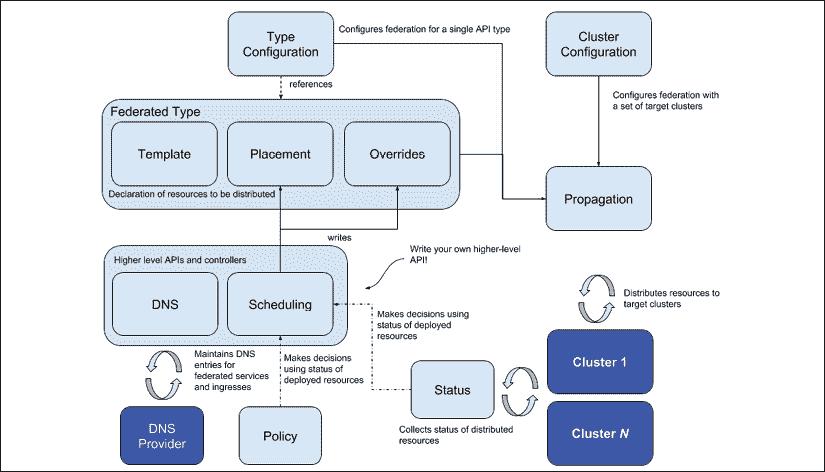 Type
Configuration
Configures federation for a single API type
Cluster
Configuration
references
Configures federation with
a set of target clusters
Federated Type
Template
Placement
Overrides
Declaration of resources to be distributed
Propagation
writes
Higher level APIs and controllers
DNS
Scheduling
Write your own higher-level
API!
Distributes resources to
target clusters
Makes decisions using
status of deployed
resources
Maintains DNS
entries for
federated services
and ingresses
Makes decisions
using status of
deployed resources
Cluster 1
Status
Collects status of distributed
resources
DNS
Provider
Policy
Cluster N